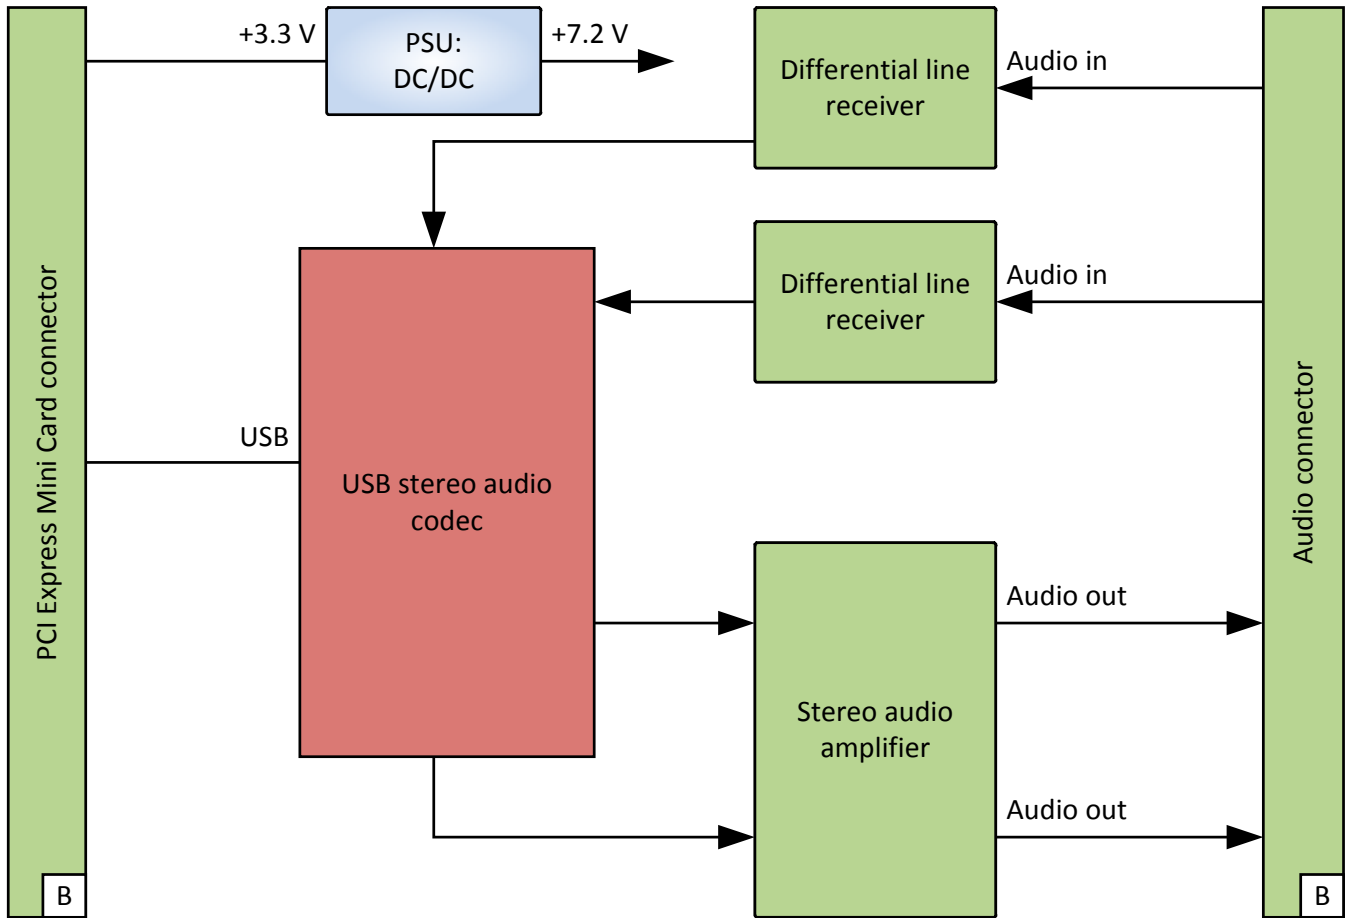 +3.3 V
PSU:
DC/DC
+7.2 V
Differential line
receiver
Audio in
Differential line
receiver
Audio in
PCI Express Mini Card connector
USB
USB stereo audio
codec
Audio connector
Audio out
Stereo audio
amplifier
Audio out
B
B